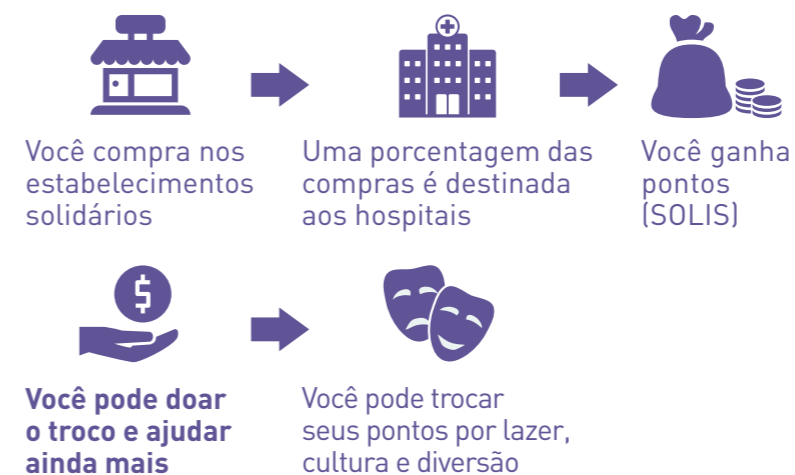 Você compra nos
estabelecimentos
solidários
Uma porcentagem das
compras é destinada
aos hospitais
Você ganha
pontos
(SOLIS)
$
Você pode doar
o troco e ajudar
ainda mais
Você pode trocar
seus pontos por lazer,
cultura e diversão